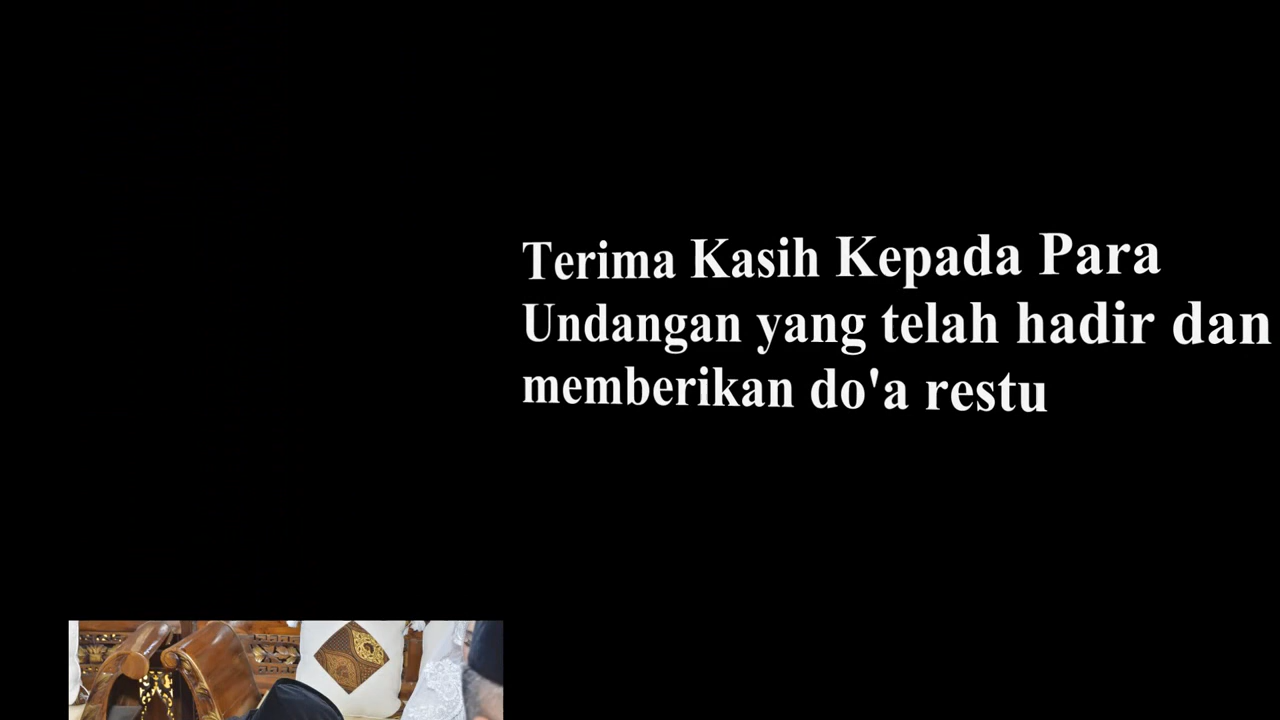 Terima Kasih Kepada Para
Undangan yang telah hadir dan
memberikan do'a restu